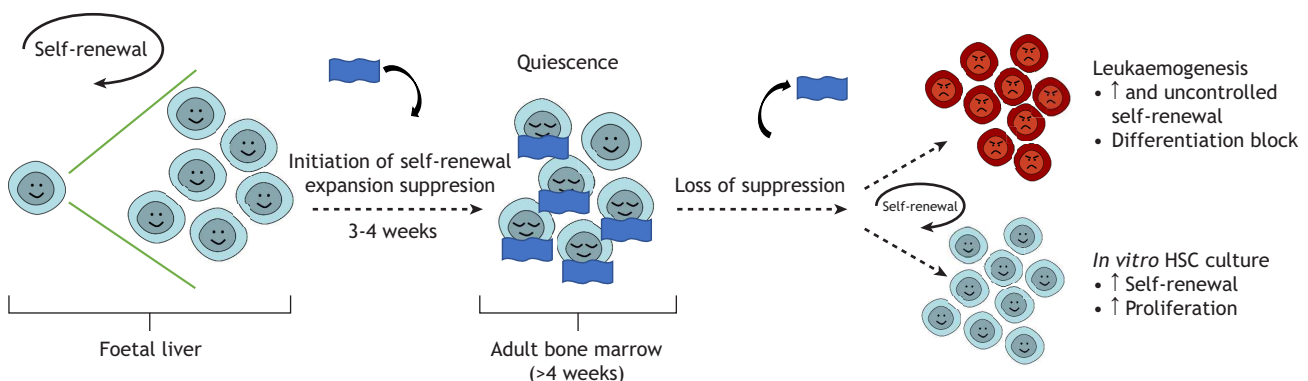 Self-renewal
Foetal liver
Initiation of self-renewal
expansion suppresion
3-4 weeks
Quiescence
Adult bone marrow
(>4 weeks)
Loss of suppression
Leukaemogenesis
• ↑ and uncontrolled
self-renewal
• Differentiation block
Self-renewal
In vitro HSC culture
• ↑ Self-renewal
• ↑ Proliferation